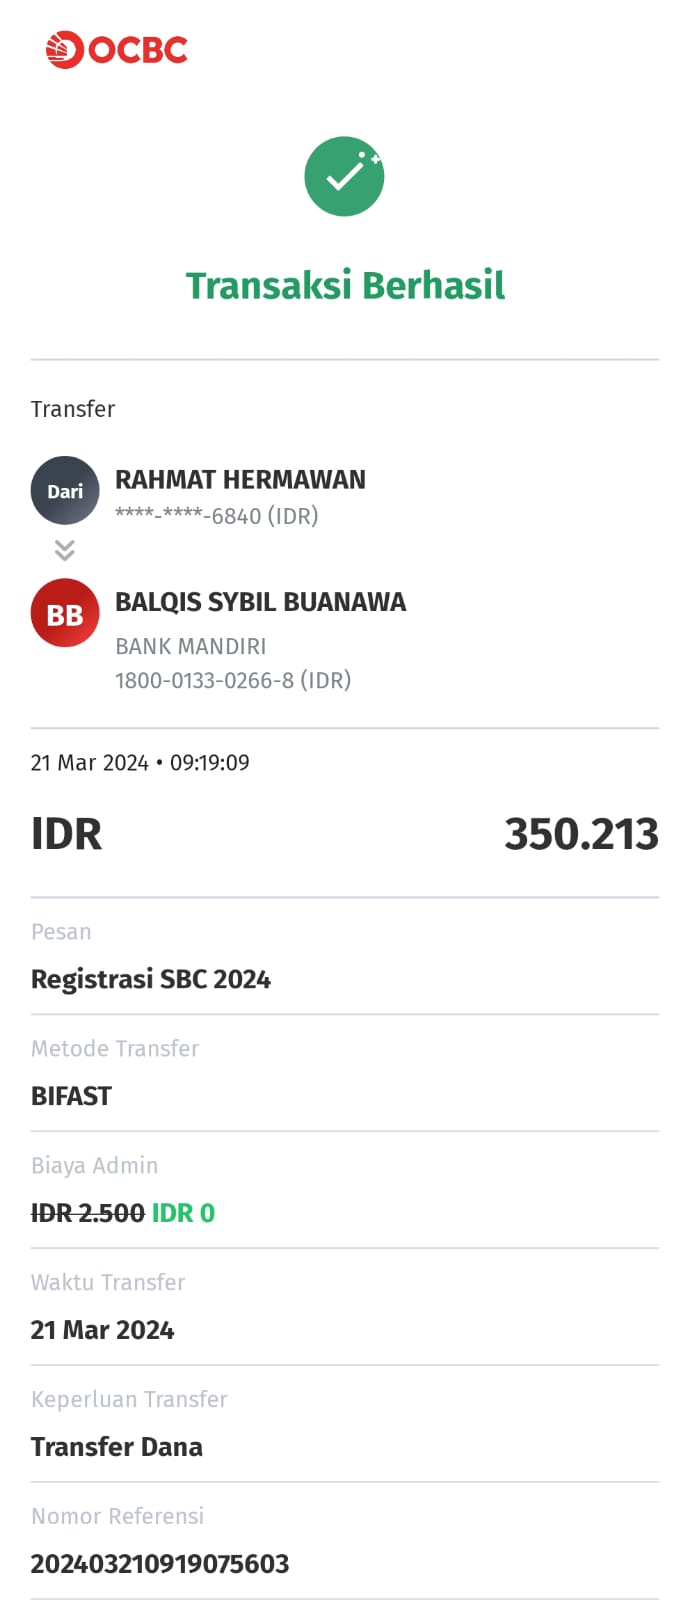 OCBC
Transaksi Berhasil
Transfer
Dari
RAHMAT HERMAWAN
****-****-6840 (IDR)
BB
BALQIS SYBIL BUANAWA
BANK MANDIRI
1800-0133-0266-8 (IDR)
21 Mar 2024 • 09:19:09
IDR 350.213
Pesan
Registrasi SBC 2024
Metode Transfer
BIFAST
Biaya Admin
IDR 2.500 IDR 0
Waktu Transfer
21 Mar 2024
Keperluan Transfer
Transfer Dana
Nomor Referensi
202403210919075603